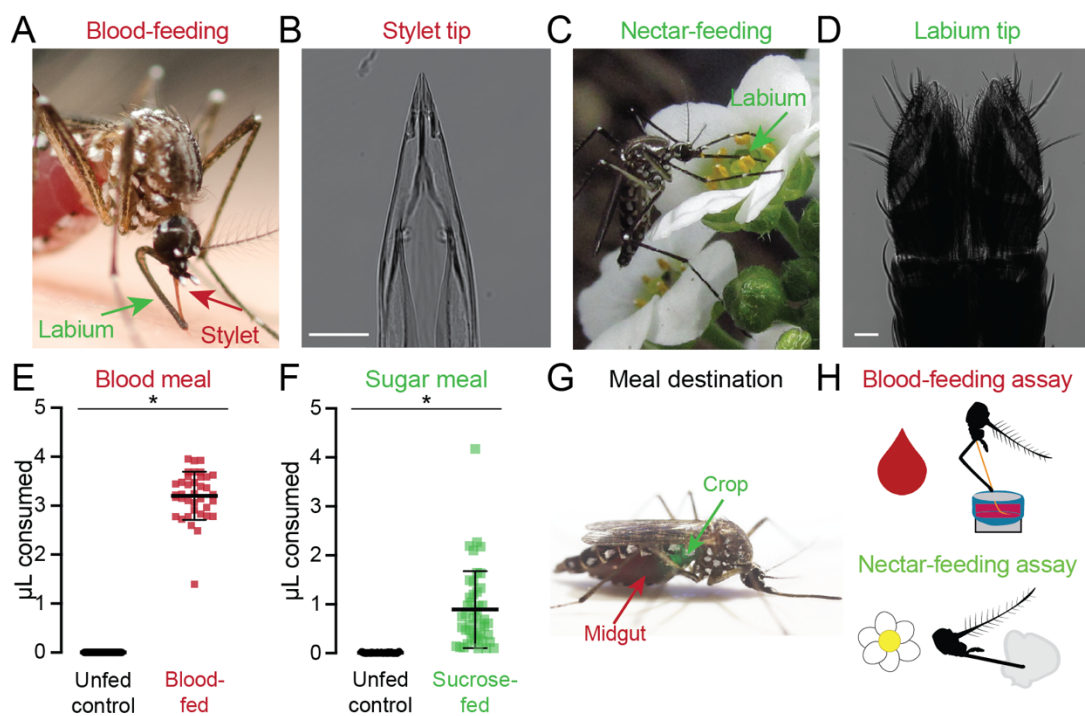 A Blood-feeding
Labium
Stylet
B Stylet tip
C Nectar-feeding
Labium
D Labium tip
E Blood meal
*
µL consumed
5
4
3
2
1
0
Unfed
control
Blood-
fed
F Sugar meal
*
µL consumed
5
4
3
2
1
0
Unfed
control
Sucrose-
fed
G Meal destination
Crop
Midgut
H Blood-feeding assay
Nectar-feeding assay